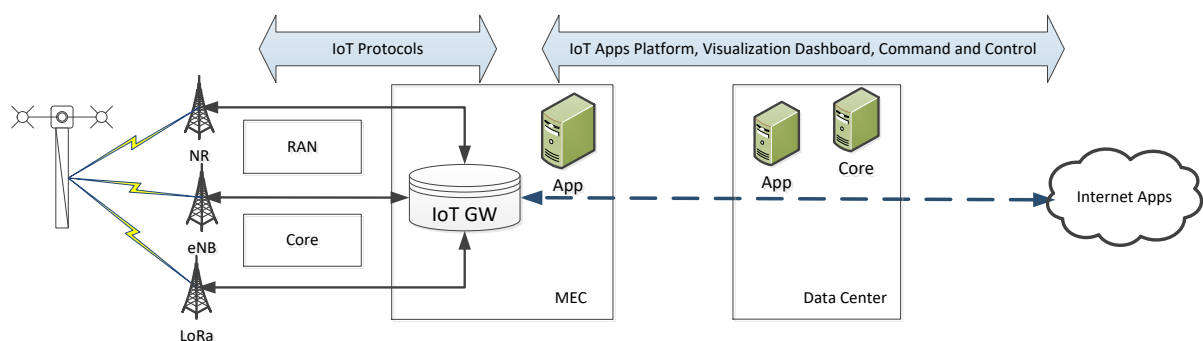 IoT Protocols
IoT Apps Platform, Visualization Dashboard, Command and Control
NR
RAN
eNB
Core
LoRa
IoT GW
App
MEC
App
Core
Data Center
Internet Apps